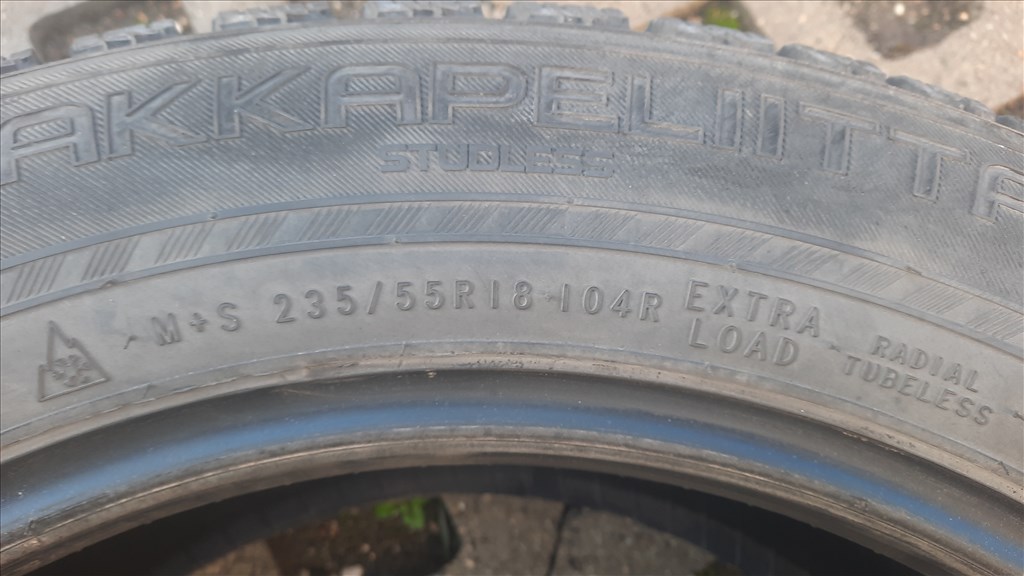 AKKAPELIITTA
STUDLESS
M+S 235/55R18 104R EXTRA LOAD
RADIAL TUBELESS